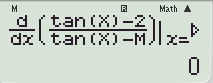 M R Math ▲
d/dx(tan(X)-2/tan(X)-M)|x=▷
0